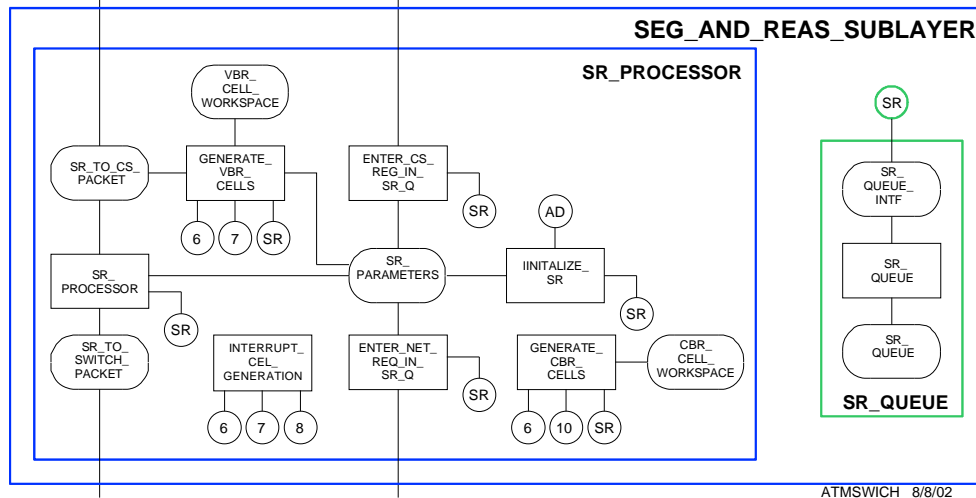 SEG_AND_REAS_SUBLAYER
SR_PROCESSOR
VBR_
CELL_
WORKSPACE
SR
SR_TO_CS_
PACKET
GENERATE_
VBR_
CELLS
ENTER_CS_
REG_IN_
SR_Q
SR_
QUEUE_
INTF
6
7
SR
SR
AD
SR_
PROCESSOR
SR_
PARAMETERS
IINITALIZE_
SR
SR_
QUEUE
SR
SR
SR_TO_
SWITCH_
PACKET
INTERRUPT_
CEL_
GENERATION
ENTER_NET_
REQ_IN_
SR_Q
GENERATE_
CBR_
CELLS
CBR_
CELL_
WORKSPACE
SR_
QUEUE
SR
SR_QUEUE
6
7
8
6
10
SR
ATMSWICH 8/8/02